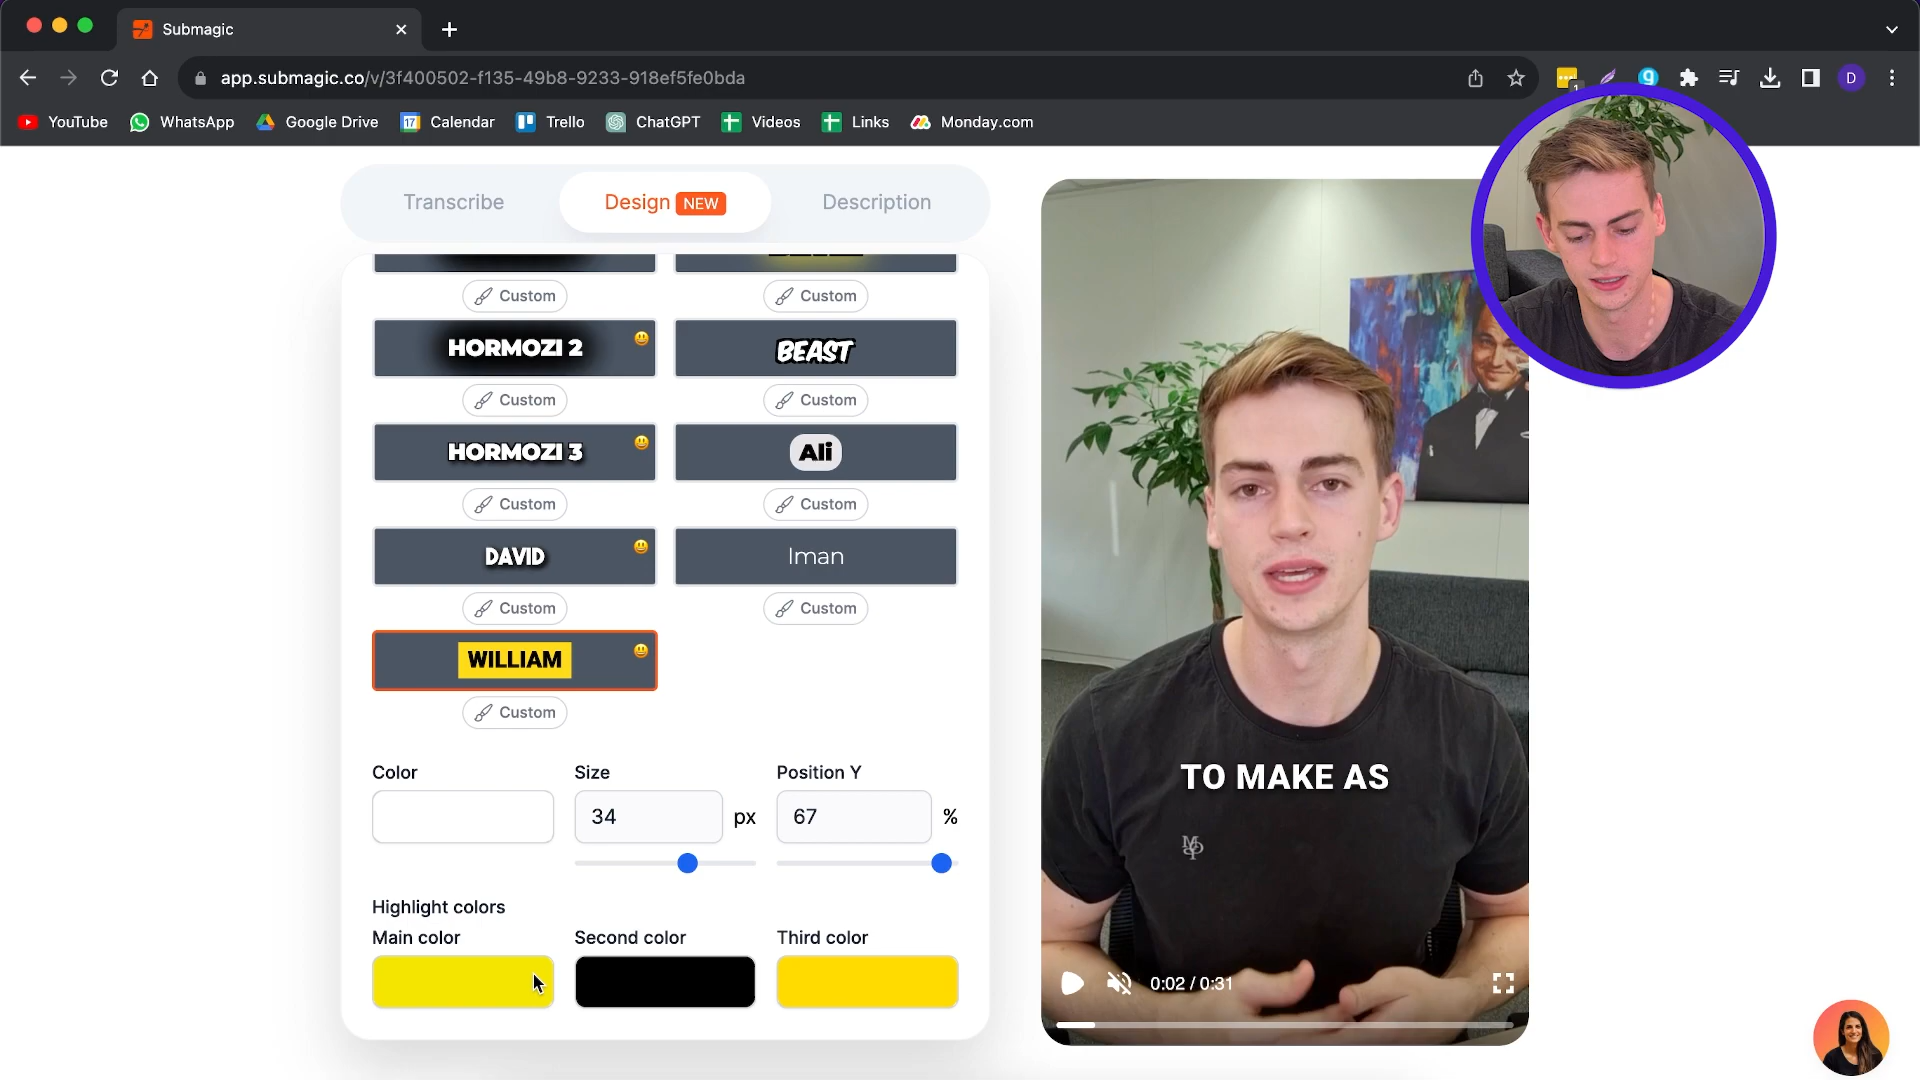 Submagic
app.submagic.co/v/3f400502-f135-49b8-9233-918ef5fe0bda
1
D
YouTube
WhatsApp
Google Drive
17
Calendar
Trello
ChatGPT
Videos
Links
Monday.com
Transcribe
Design NEW
Description
Custom
Custom
HORMOZI 2
BEAST
Custom
Custom
HORMOZI 3
Ali
Custom
Custom
DAVID
Iman
Custom
Custom
WILLIAM
Custom
Color
Size
Position Y
34 px
67 %
Highlight colors
Main color
Second color
Third color
TO MAKE AS
0:02 / 0:31